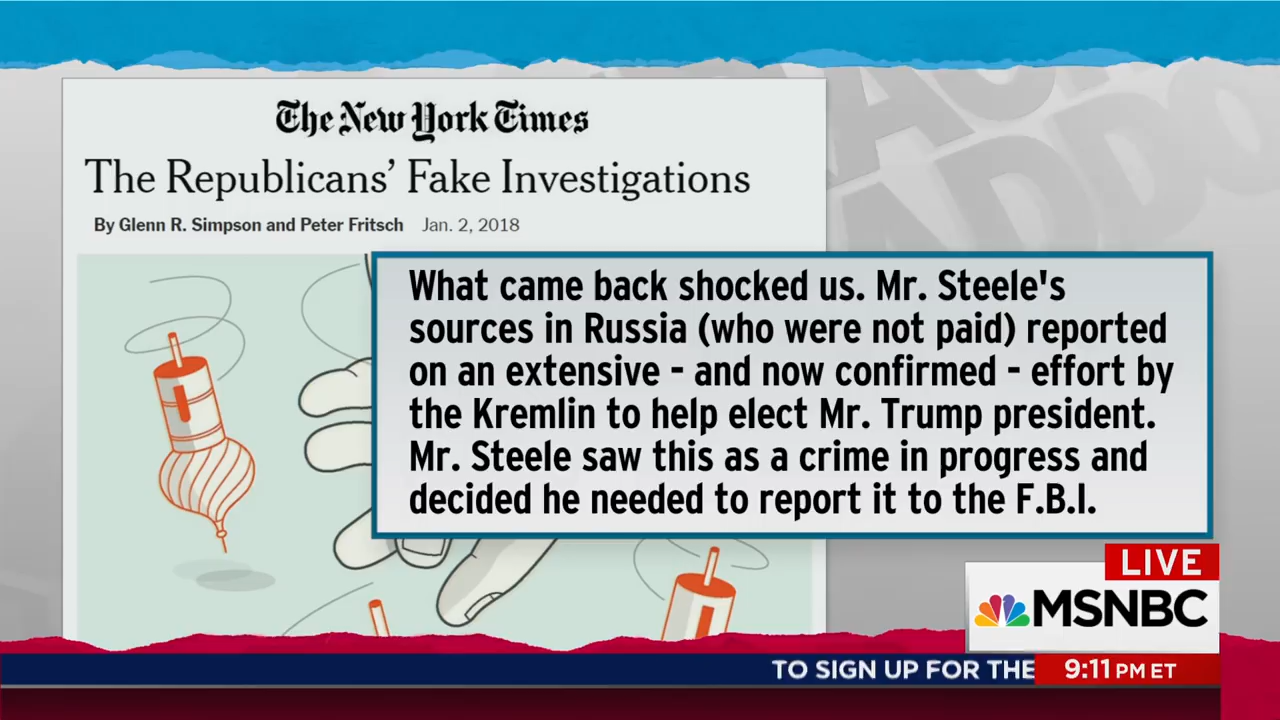 The New York Times
The Republicans' Fake Investigations
By Glenn R. Simpson and Peter Fritsch Jan. 2, 2018
What came back shocked us. Mr. Steele's
sources in Russia (who were not paid) reported
on an extensive - and now confirmed - effort by
the Kremlin to help elect Mr. Trump president.
Mr. Steele saw this as a crime in progress and
decided he needed to report it to the F.B.I.
LIVE
MSNBC
TO SIGN UP FOR THE
9:11 PM ET